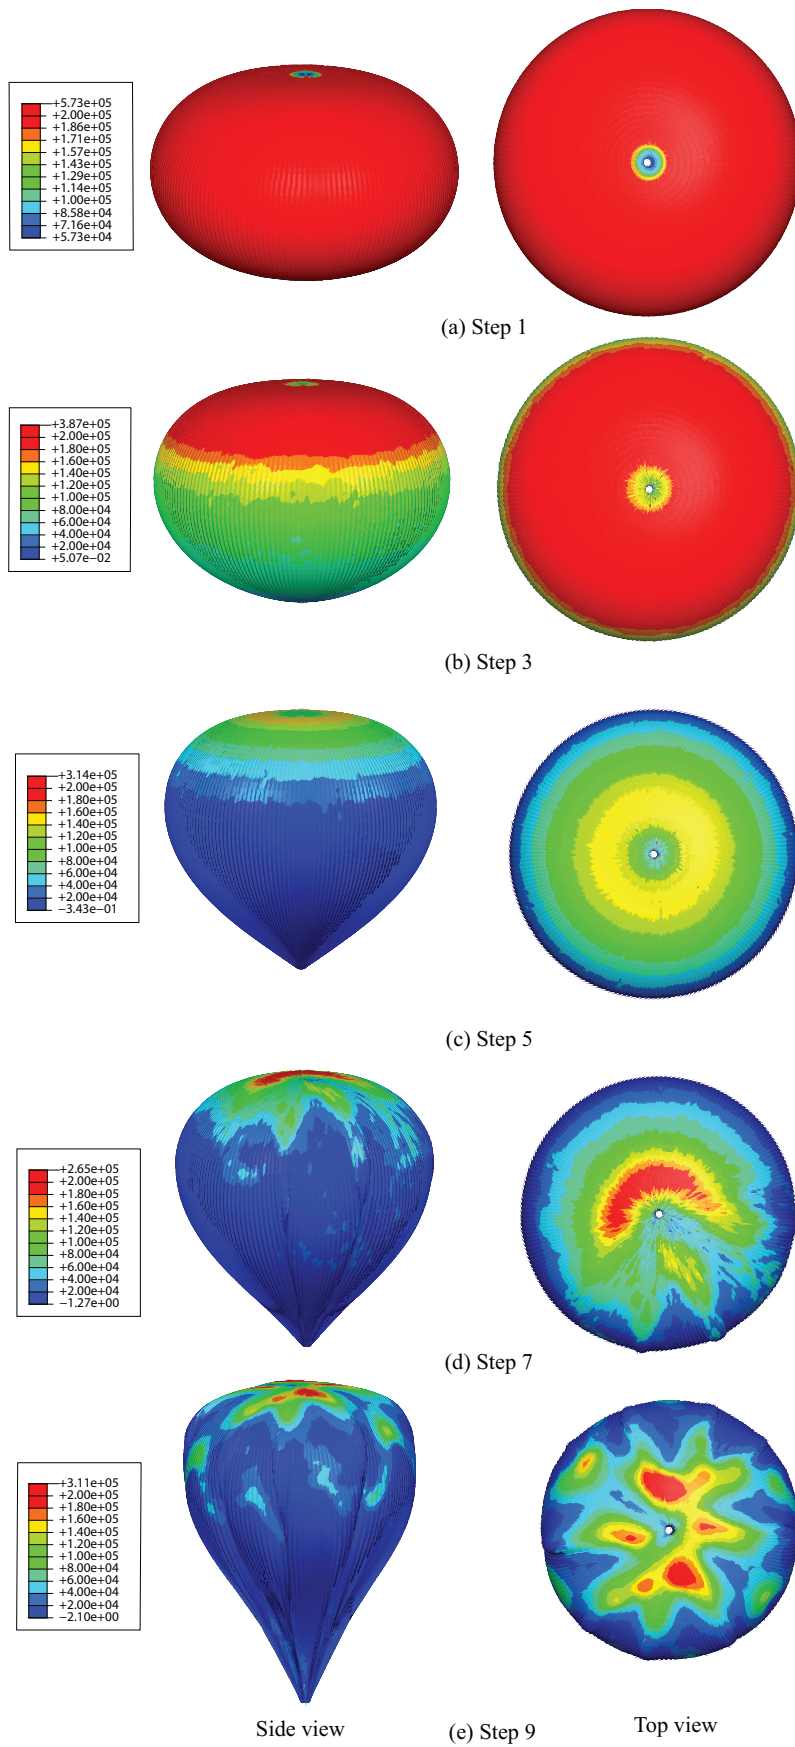 +5.73e+05
+2.00e+05
+1.86e+05
+1.71e+05
+1.57e+05
+1.43e+05
+1.29e+05
+1.14e+05
+1.00e+05
+8.58e+04
+7.16e+04
+5.73e+04
(a) Step 1
+3.87e+05
+2.00e+05
+1.80e+05
+1.60e+05
+1.40e+05
+1.20e+05
+1.00e+05
+8.00e+04
+6.00e+04
+4.00e+04
+2.00e+04
+5.07e−02
(b) Step 3
+3.14e+05
+2.00e+05
+1.80e+05
+1.60e+05
+1.40e+05
+1.20e+05
+1.00e+05
+8.00e+04
+6.00e+04
+4.00e+04
+2.00e+04
−3.43e−01
(c) Step 5
+2.65e+05
+2.00e+05
+1.80e+05
+1.60e+05
+1.40e+05
+1.20e+05
+1.00e+05
+8.00e+04
+6.00e+04
+4.00e+04
+2.00e+04
−1.27e+00
(d) Step 7
+3.11e+05
+2.00e+05
+1.80e+05
+1.60e+05
+1.40e+05
+1.20e+05
+1.00e+05
+8.00e+04
+6.00e+04
+4.00e+04
+2.00e+04
−2.10e+00
Side view
(e) Step 9
Top view